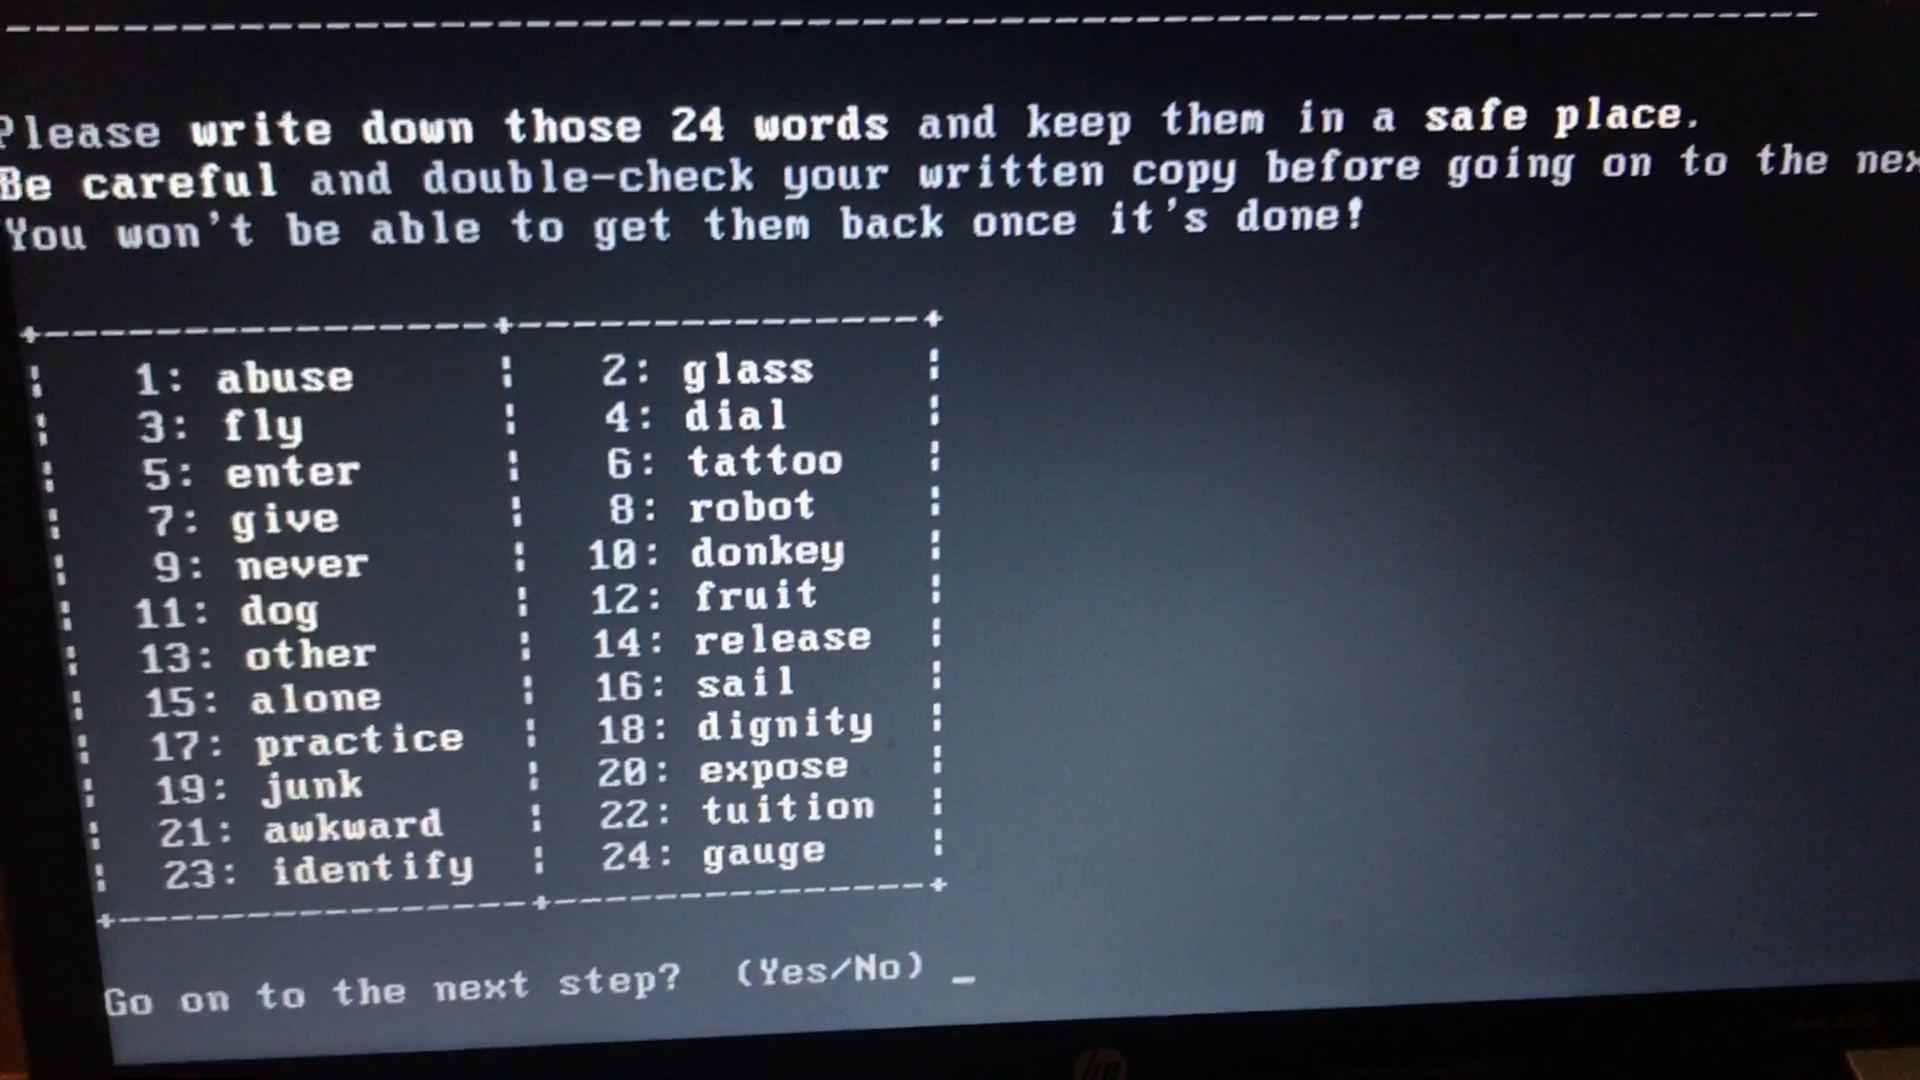 Please write down those 24 words and keep them in a safe place.
Be careful and double-check your written copy before going on to the
You won't be able to get them back once it's done!
1: abuse 2: glass
3: fly 4: dial
5: enter 6: tattoo
7: give 8: robot
9: never 10: donkey
11: dog 12: fruit
13: other 14: release
15: alone 16: sail
17: practice 18: dignity
19: junk 20: expose
21: awkward 22: tuition
23: identify 24: gauge
Go on to the next step? (Yes/No) _
hp